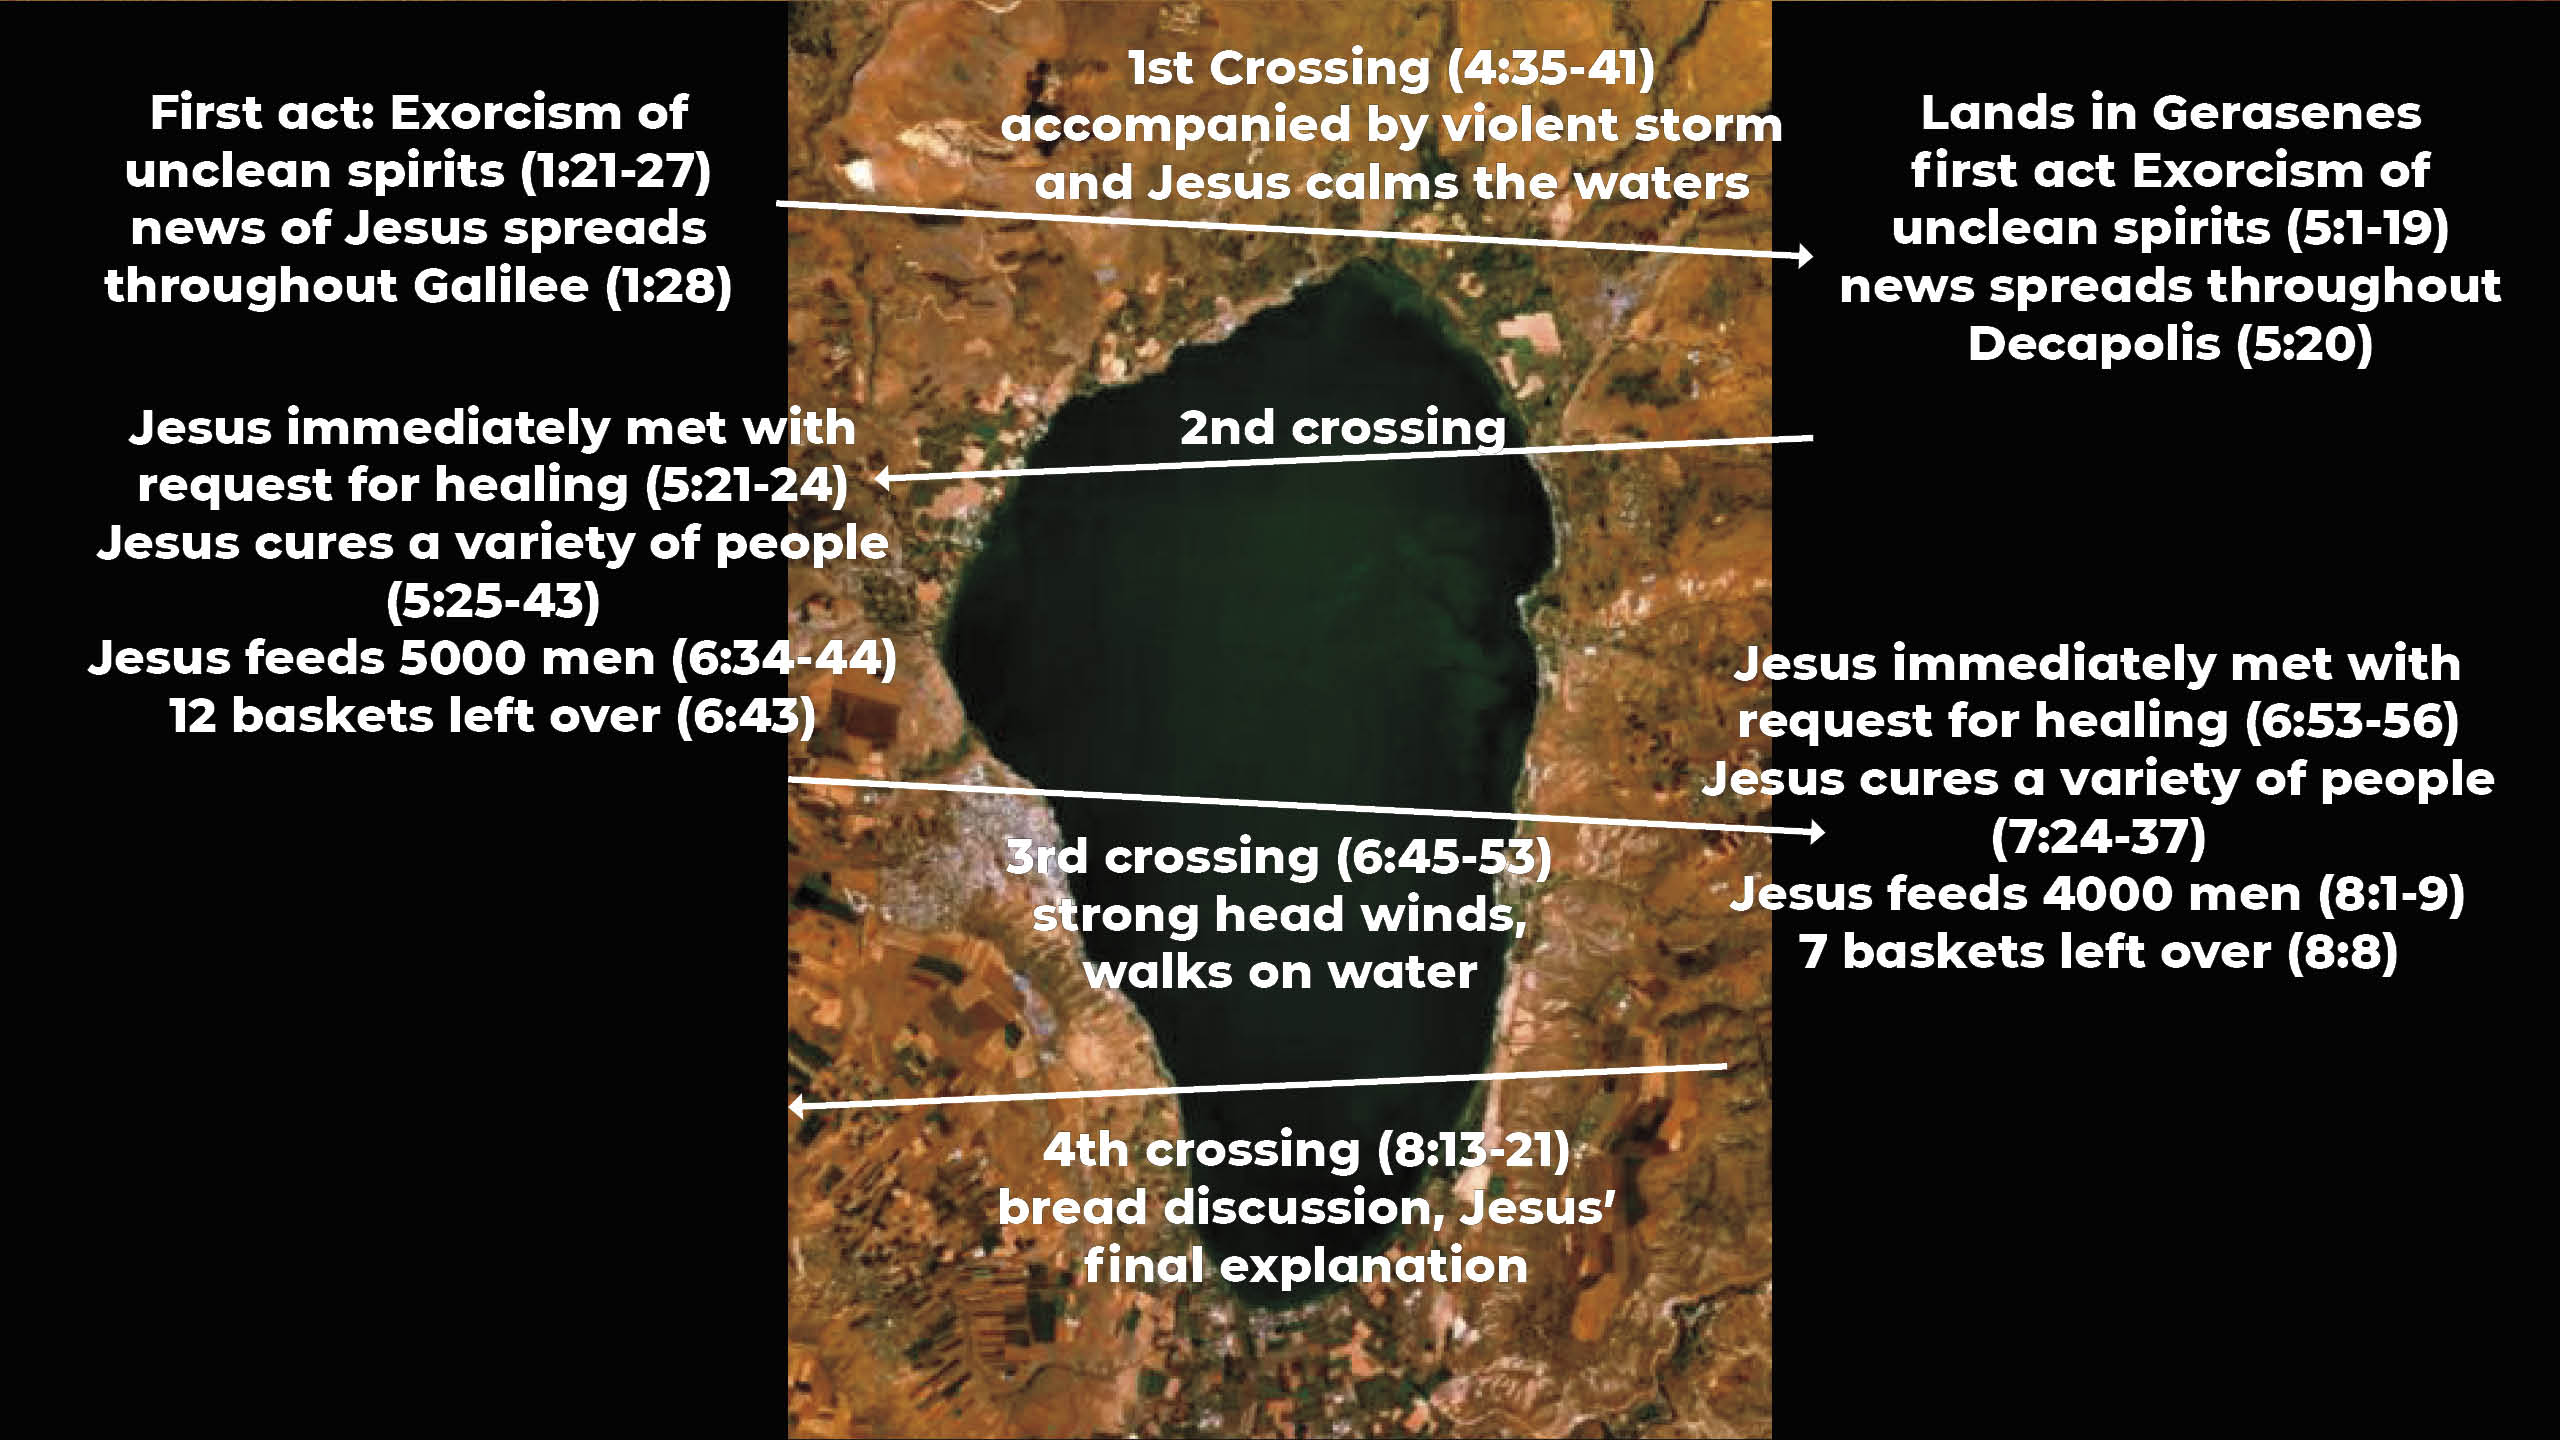 First act: Exorcism of
unclean spirits (1:21-27)
news of Jesus spreads
throughout Galilee (1:28)
1st Crossing (4:35-41)
accompanied by violent storm
and Jesus calms the waters
Lands in Gerasenes
first act Exorcism of
unclean spirits (5:1-19)
news spreads throughout
Decapolis (5:20)
2nd crossing
Jesus immediately met with
request for healing (5:21-24)
Jesus cures a variety of people
(5:25-43)
Jesus feeds 5000 men (6:34-44)
12 baskets left over (6:43)
3rd crossing (6:45-53)
strong head winds,
walks on water
Jesus immediately met with
request for healing (6:53-56)
Jesus cures a variety of people
(7:24-37)
Jesus feeds 4000 men (8:1-9)
7 baskets left over (8:8)
4th crossing (8:13-21)
bread discussion, Jesus’
final explanation